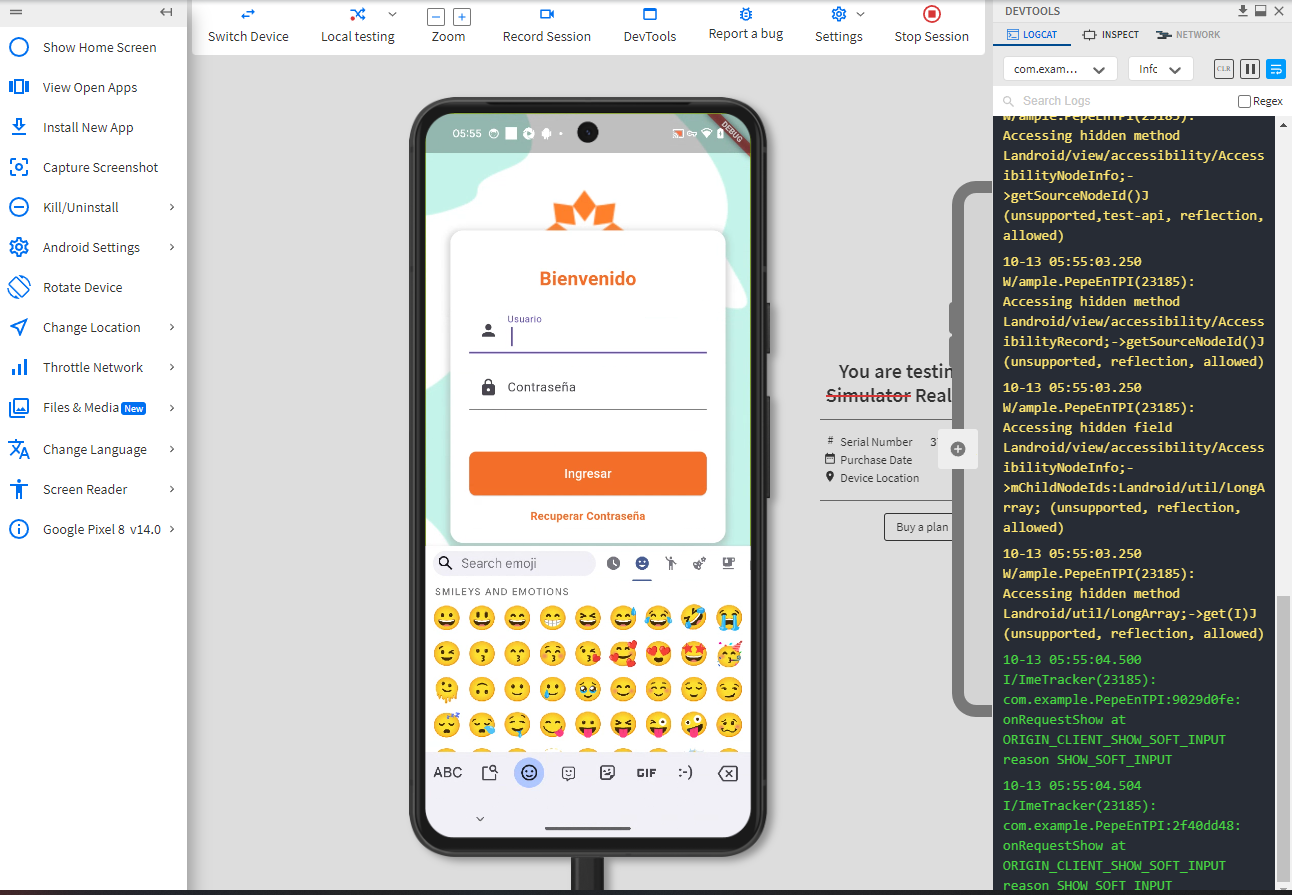 Show Home Screen
View Open Apps
Install New App
Capture Screenshot
Kill/Uninstall
Android Settings
Rotate Device
Change Location
Throttle Network
Files & Media New
Change Language
Screen Reader
Google Pixel 8 v14.0
Switch Device
Local testing
Zoom
Record Session
DevTools
Report a bug
Settings
Stop Session
05:55
DEBUG
Bienvenido
Usuario
Contraseña
Ingresar
Recuperar Contraseña
Search emoji
SMILEYS AND EMOTIONS
ABC
GIF
:-)
You are testin
Simulator Real
# Serial Number
Purchase Date
Device Location
Buy a plan
DEVTOOLS
LOGCAT INSPECT NETWORK
com.exam...
Info
CLR
Search Logs
Regex
W/ample.PepeEnTPI(23185):
Accessing hidden method
Landroid/view/accessibility/Access
ibilityNodeInfo;-
>getSourceNodeId()J
(unsupported,test-api, reflection,
allowed)
10-13 05:55:03.250
W/ample.PepeEnTPI(23185):
Accessing hidden method
Landroid/view/accessibility/Access
ibilityRecord;->getSourceNodeId()J
(unsupported, reflection, allowed)
10-13 05:55:03.250
W/ample.PepeEnTPI(23185):
Accessing hidden field
Landroid/view/accessibility/Access
ibilityNodeInfo;-
>mChildNodeIds:Landroid/util/LongA
rray; (unsupported, reflection,
allowed)
10-13 05:55:03.250
W/ample.PepeEnTPI(23185):
Accessing hidden method
Landroid/util/LongArray;->get(I)J
(unsupported, reflection, allowed)
10-13 05:55:04.500
I/ImeTracker(23185):
com.example.PepeEnTPI:9029d0fe:
onRequestShow at
ORIGIN_CLIENT_SHOW_SOFT_INPUT
reason SHOW_SOFT_INPUT
10-13 05:55:04.504
I/ImeTracker(23185):
com.example.PepeEnTPI:2f40dd48:
onRequestShow at
ORIGIN_CLIENT_SHOW_SOFT_INPUT
reason SHOW_SOFT_INPUT